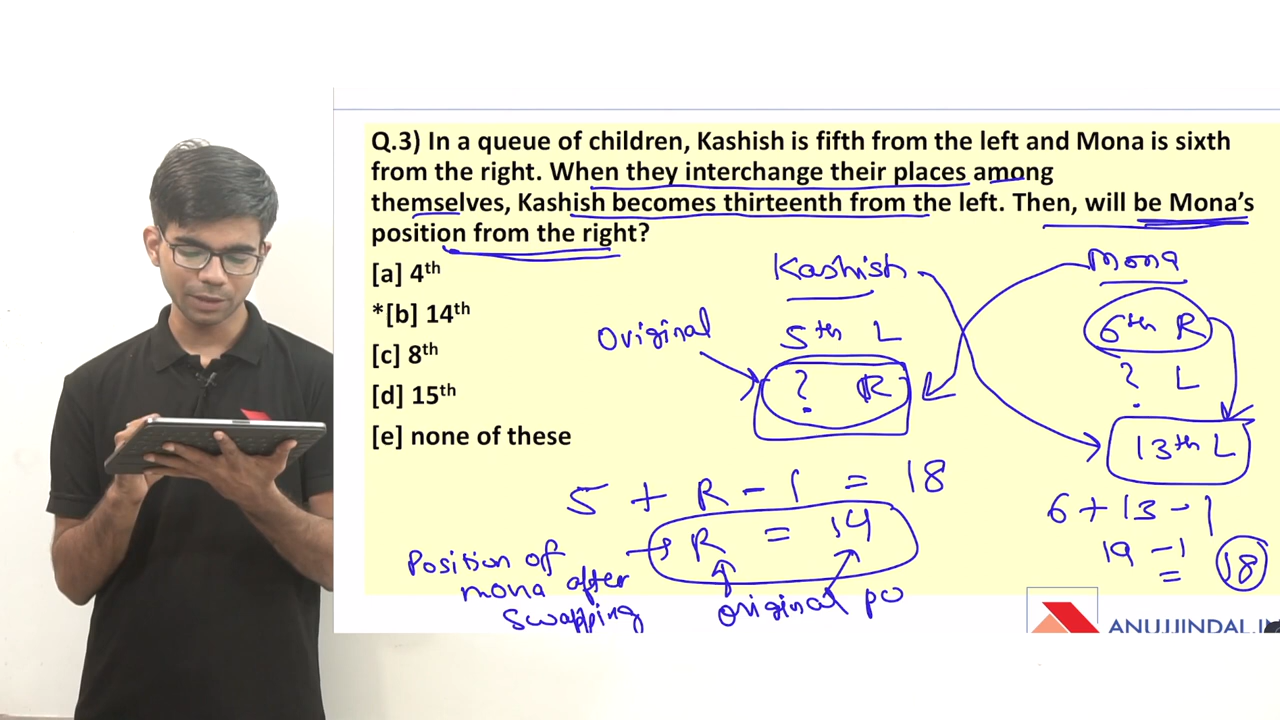 Q.3) In a queue of children, Kashish is fifth from the left and Mona is sixth
from the right. When they interchange their places among
themselves, Kashish becomes thirteenth from the left. Then, will be Mona's
position from the right?
[a] 4th
*[b] 14th
[c] 8th
[d] 15th
[e] none of these
Kashish
Mona
Original
5th L
6th R
? R
? L
13th L
5 + R - 1 = 18
6 + 13 - 1
R = 14
19 - 1
= 18
Position of
mona after
swapping
original po
ANUJJINDAL.IN